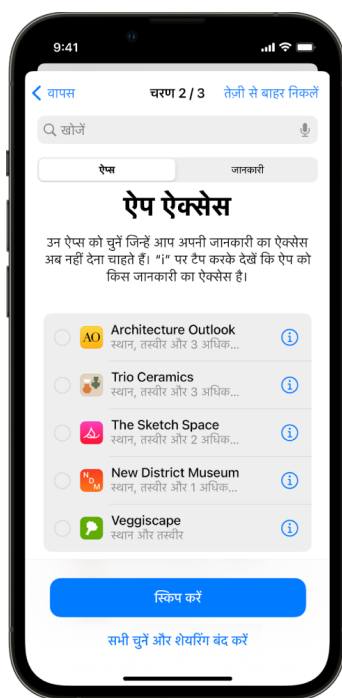 9:41
वापस
चरण 2 / 3
तेज़ी से बाहर निकलें
खोजें
ऐप्स
जानकारी
ऐप ऐक्सेस
उन ऐप्स को चुनें जिन्हें आप अपनी जानकारी का ऐक्सेस
अब नहीं देना चाहते हैं। “i” पर टैप करके देखें कि ऐप को
किस जानकारी का ऐक्सेस है।
AO
Architecture Outlook
स्थान, तस्वीर और 3 अधिक...
Trio Ceramics
स्थान, तस्वीर और 3 अधिक...
The Sketch Space
स्थान, तस्वीर और 2 अधिक...
NDM
New District Museum
स्थान, तस्वीर और 1 अधिक...
Veggiscape
स्थान और तस्वीर
स्किप करें
सभी चुनें और शेयरिंग बंद करें